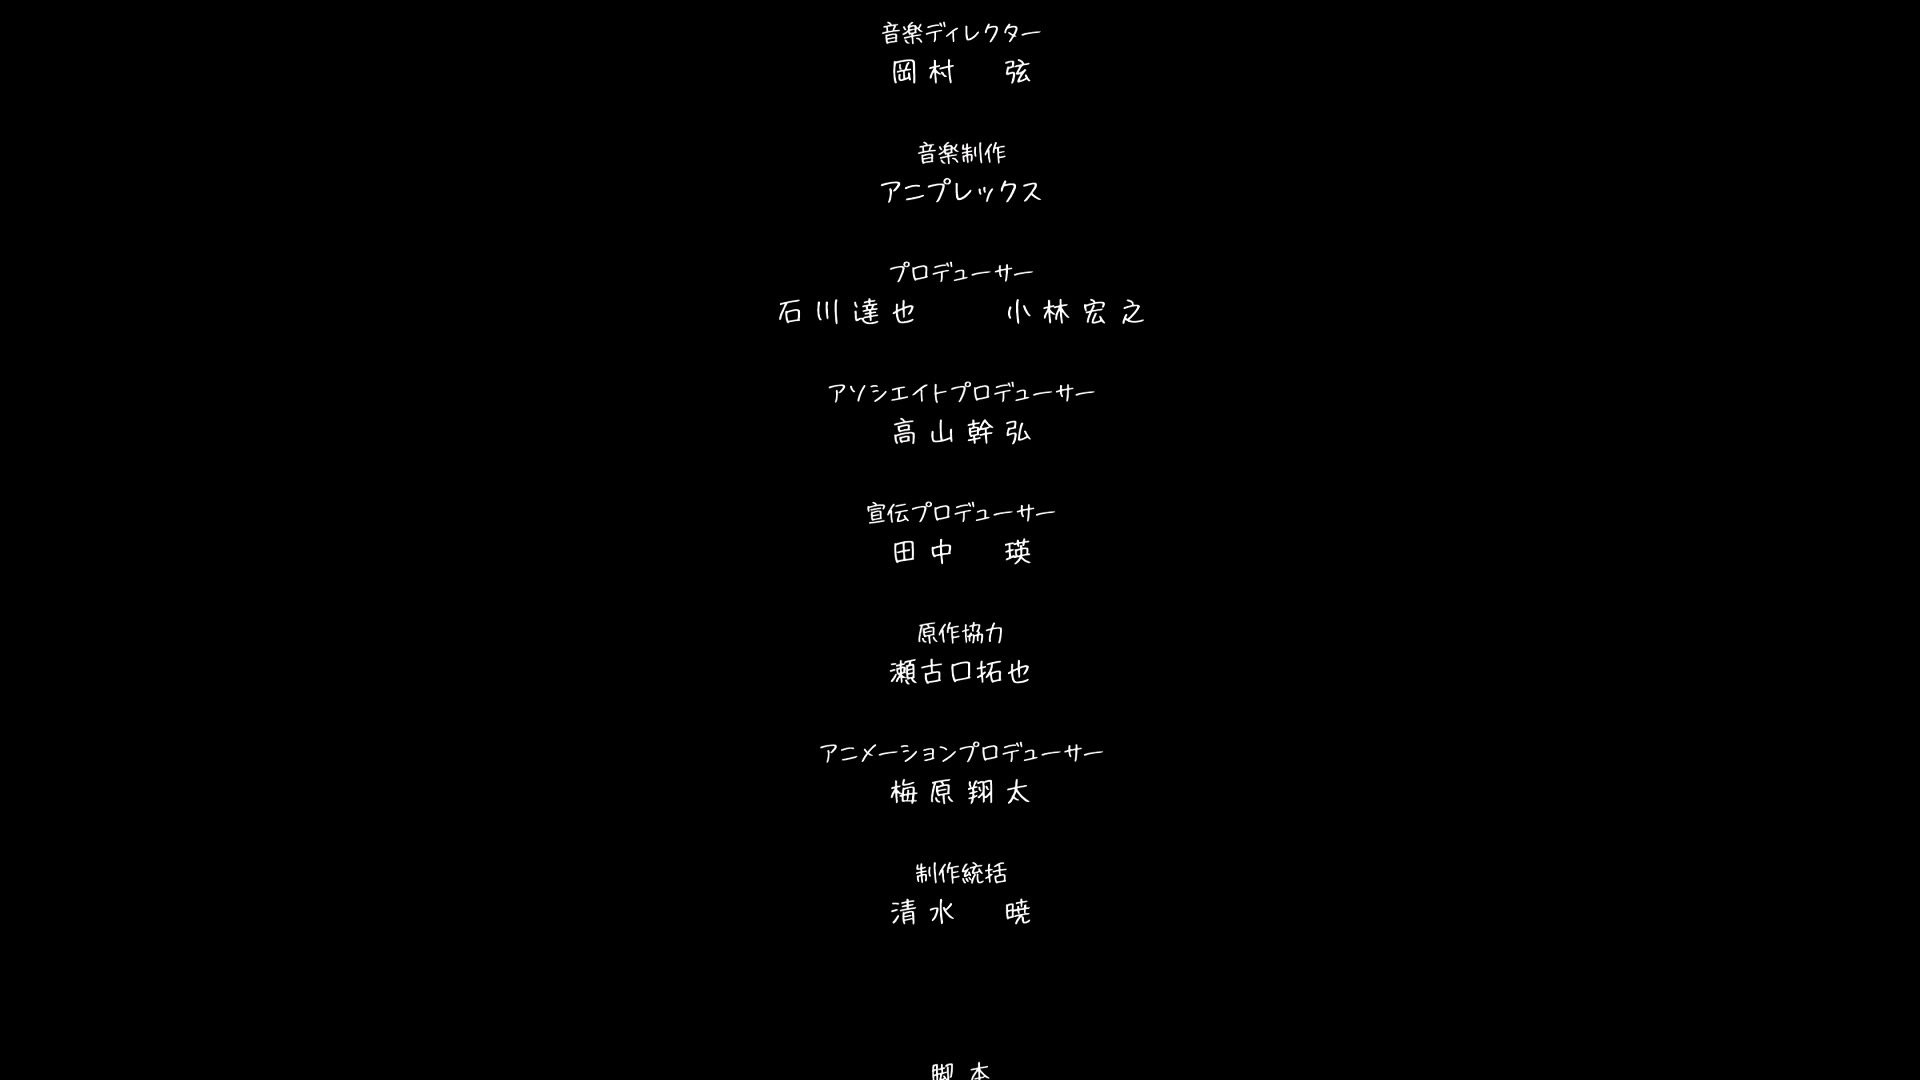 音楽ディレクター
岡村 弦
音楽制作
アニプレックス
プロデューサー
石川達也 小林宏之
アソシエイトプロデューサー
高山幹弘
宣伝プロデューサー
田中 瑛
原作協力
瀬古口拓也
アニメーションプロデューサー
梅原翔太
制作統括
清水 暁
脚本